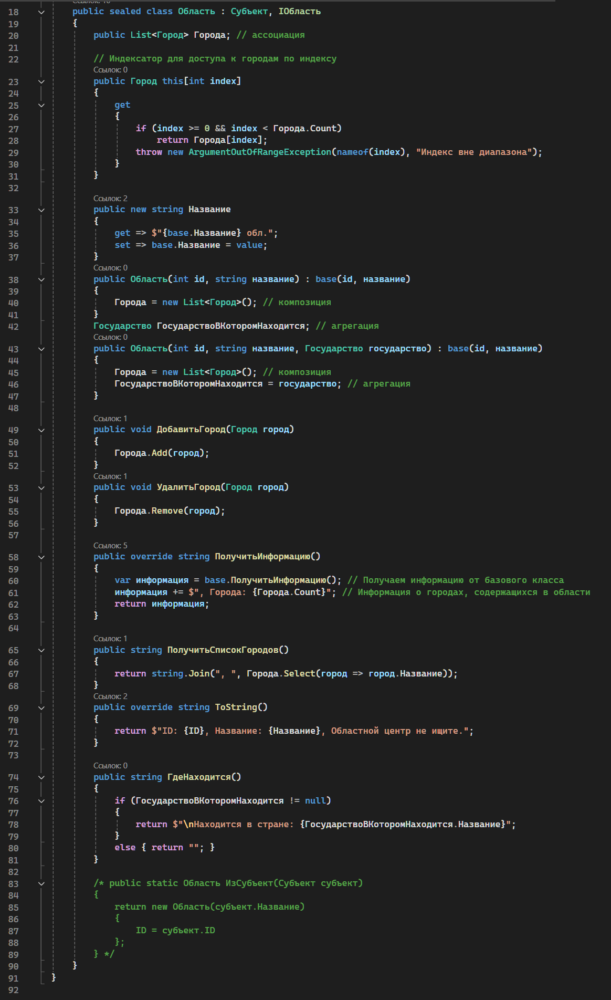 18 public sealed class Область : Субъект, IОбласть
19 {
20 public List<Город> Города; // ассоциация
21
22 // Индексатор для доступа к городам по индексу
Ссылок: 0
23 public Город this[int index]
24 {
25 get
26 {
27 if (index >= 0 && index < Города.Count)
28 return Города[index];
29 throw new ArgumentOutOfRangeException(nameof(index), "Индекс вне диапазона");
30 }
31 }
32
Ссылок: 2
33 public new string Название
34 {
35 get => $"{base.Название} обл.";
36 set => base.Название = value;
37 }
Ссылок: 0
38 public Область(int id, string название) : base(id, название)
39 {
40 Города = new List<Город>(); // композиция
41 }
42 Государство ГосударствоВКоторомНаходится; // агрегация
Ссылок: 0
43 public Область(int id, string название, Государство государство) : base(id, название)
44 {
45 Города = new List<Город>(); // композиция
46 ГосударствоВКоторомНаходится = государство; // агрегация
47 }
48
Ссылок: 1
49 public void ДобавитьГород(Город город)
50 {
51 Города.Add(город);
52 }
Ссылок: 1
53 public void УдалитьГород(Город город)
54 {
55 Города.Remove(город);
56 }
57
Ссылок: 5
58 public override string ПолучитьИнформацию()
59 {
60 var информация = base.ПолучитьИнформацию(); // Получаем информацию от базового класса
61 информация += $", Города: {Города.Count}"; // Информация о городах, содержащихся в области
62 return информация;
63 }
64
Ссылок: 1
65 public string ПолучитьСписокГородов()
66 {
67 return string.Join(", ", Города.Select(город => город.Название));
68 }
Ссылок: 2
69 public override string ToString()
70 {
71 return $"ID: {ID}, Название: {Название}, Областной центр не ищите.";
72 }
73
Ссылок: 0
74 public string ГдеНаходится()
75 {
76 if (ГосударствоВКоторомНаходится != null)
77 {
78 return $"\nНаходится в стране: {ГосударствоВКоторомНаходится.Название}";
79 }
80 else { return ""; }
81 }
82
83 /* public static Область ИзСубъект(Субъект субъект)
84 {
85 return new Область(субъект.Название)
86 {
87 ID = субъект.ID
88 };
89 } */
90 }
91 }
92